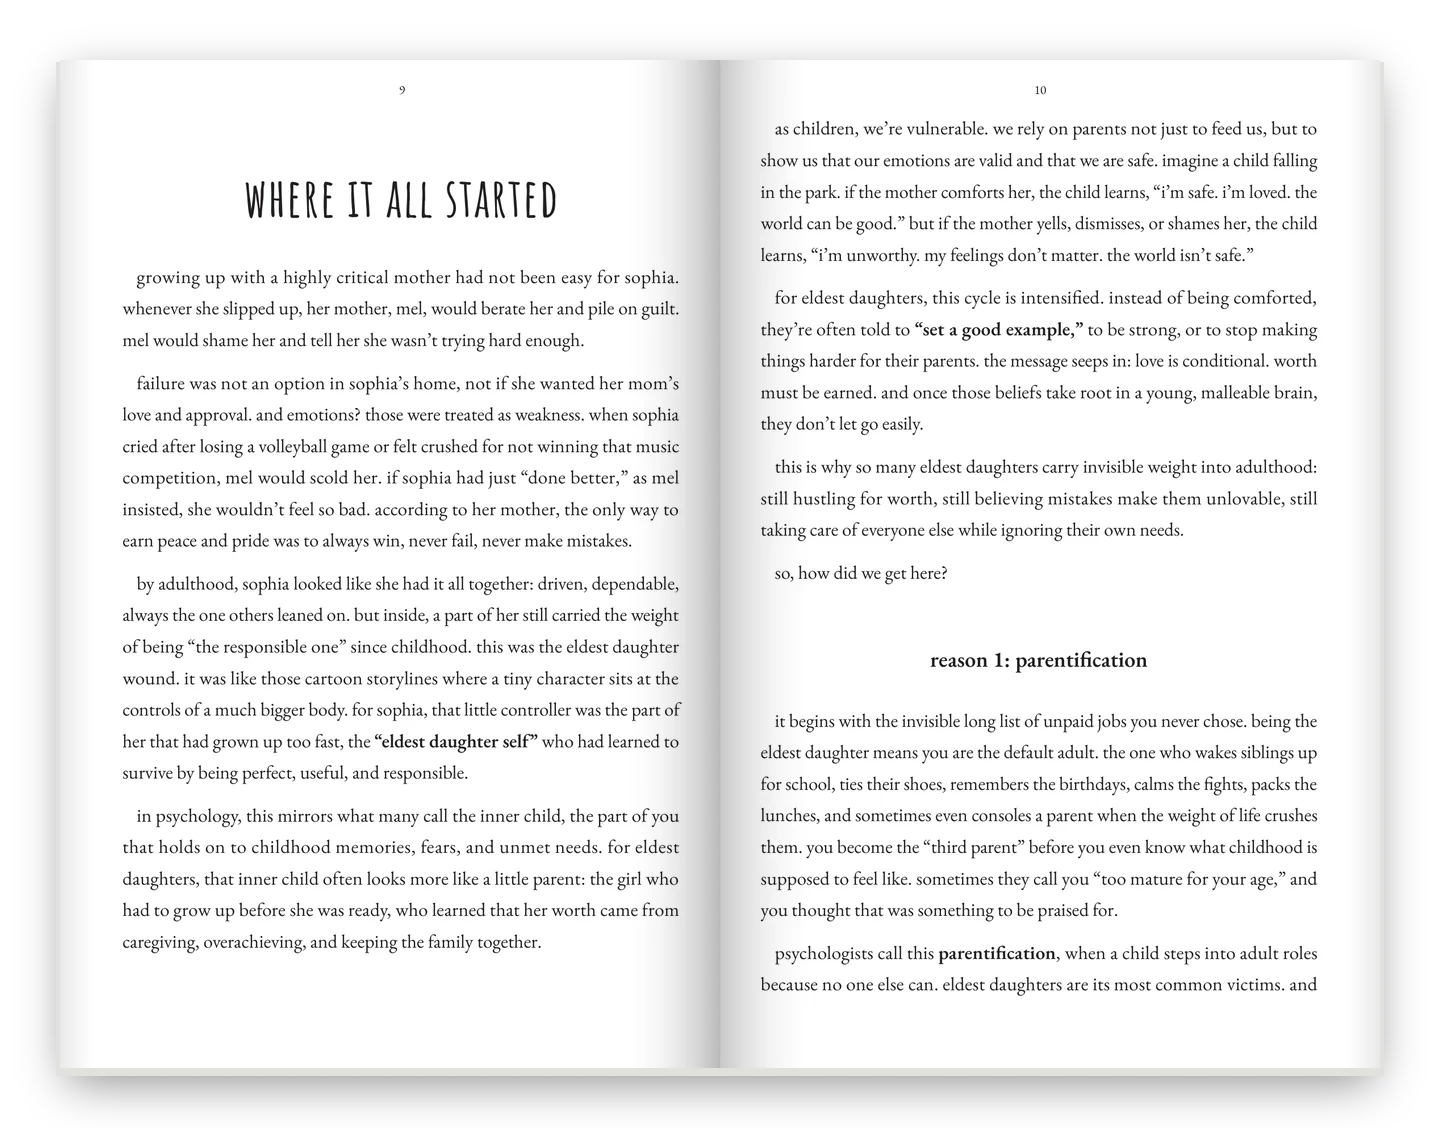 9
WHERE IT ALL STARTED
growing up with a highly critical mother had not been easy for sophia.
whenever she slipped up, her mother, mel, would berate her and pile on guilt.
mel would shame her and tell her she wasn’t trying hard enough.
failure was not an option in sophia’s home, not if she wanted her mom’s
love and approval. and emotions? those were treated as weakness. when sophia
cried after losing a volleyball game or felt crushed for not winning that music
competition, mel would scold her. if sophia had just “done better,” as mel
insisted, she wouldn’t feel so bad. according to her mother, the only way to
earn peace and pride was to always win, never fail, never make mistakes.
by adulthood, sophia looked like she had it all together: driven, dependable,
always the one others leaned on. but inside, a part of her still carried the weight
of being “the responsible one” since childhood. this was the eldest daughter
wound. it was like those cartoon storylines where a tiny character sits at the
controls of a much bigger body. for sophia, that little controller was the part of
her that had grown up too fast, the “eldest daughter self” who had learned to
survive by being perfect, useful, and responsible.
in psychology, this mirrors what many call the inner child, the part of you
that holds on to childhood memories, fears, and unmet needs. for eldest
daughters, that inner child often looks more like a little parent: the girl who
had to grow up before she was ready, who learned that her worth came from
caregiving, overachieving, and keeping the family together.
10
as children, we’re vulnerable. we rely on parents not just to feed us, but to
show us that our emotions are valid and that we are safe. imagine a child falling
in the park. if the mother comforts her, the child learns, “i’m safe. i’m loved. the
world can be good.” but if the mother yells, dismisses, or shames her, the child
learns, “i’m unworthy. my feelings don’t matter. the world isn’t safe.”
for eldest daughters, this cycle is intensified. instead of being comforted,
they’re often told to “set a good example,” to be strong, or to stop making
things harder for their parents. the message seeps in: love is conditional. worth
must be earned. and once those beliefs take root in a young, malleable brain,
they don’t let go easily.
this is why so many eldest daughters carry invisible weight into adulthood:
still hustling for worth, still believing mistakes make them unlovable, still
taking care of everyone else while ignoring their own needs.
so, how did we get here?
reason 1: parentification
it begins with the invisible long list of unpaid jobs you never chose. being the
eldest daughter means you are the default adult. the one who wakes siblings up
for school, ties their shoes, remembers the birthdays, calms the fights, packs the
lunches, and sometimes even consoles a parent when the weight of life crushes
them. you become the “third parent” before you even know what childhood is
supposed to feel like. sometimes they call you “too mature for your age,” and
you thought that was something to be praised for.
psychologists call this parentification, when a child steps into adult roles
because no one else can. eldest daughters are its most common victims. and